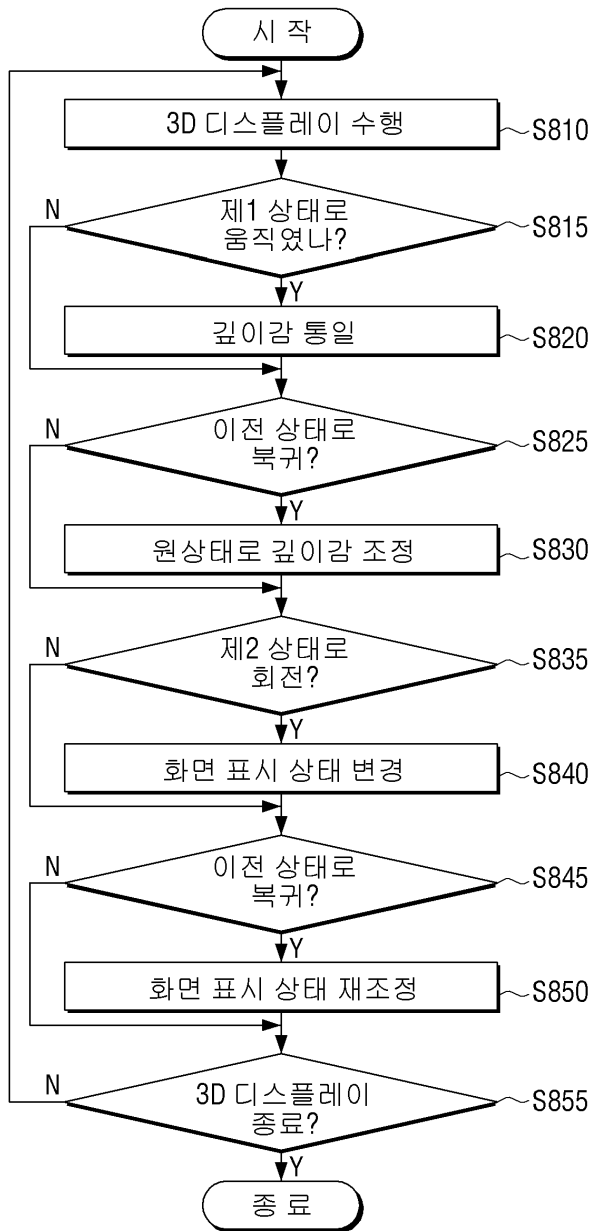 시 작
3D 디스플레이 수행
S810
제1 상태로
움직였나?
S815
N
Y
깊이감 통일
S820
이전 상태로
복귀?
S825
N
Y
원상태로 깊이감 조정
S830
제2 상태로
회전?
S835
N
Y
화면 표시 상태 변경
S840
이전 상태로
복귀?
S845
N
Y
화면 표시 상태 재조정
S850
3D 디스플레이
종료?
S855
N
Y
종 료